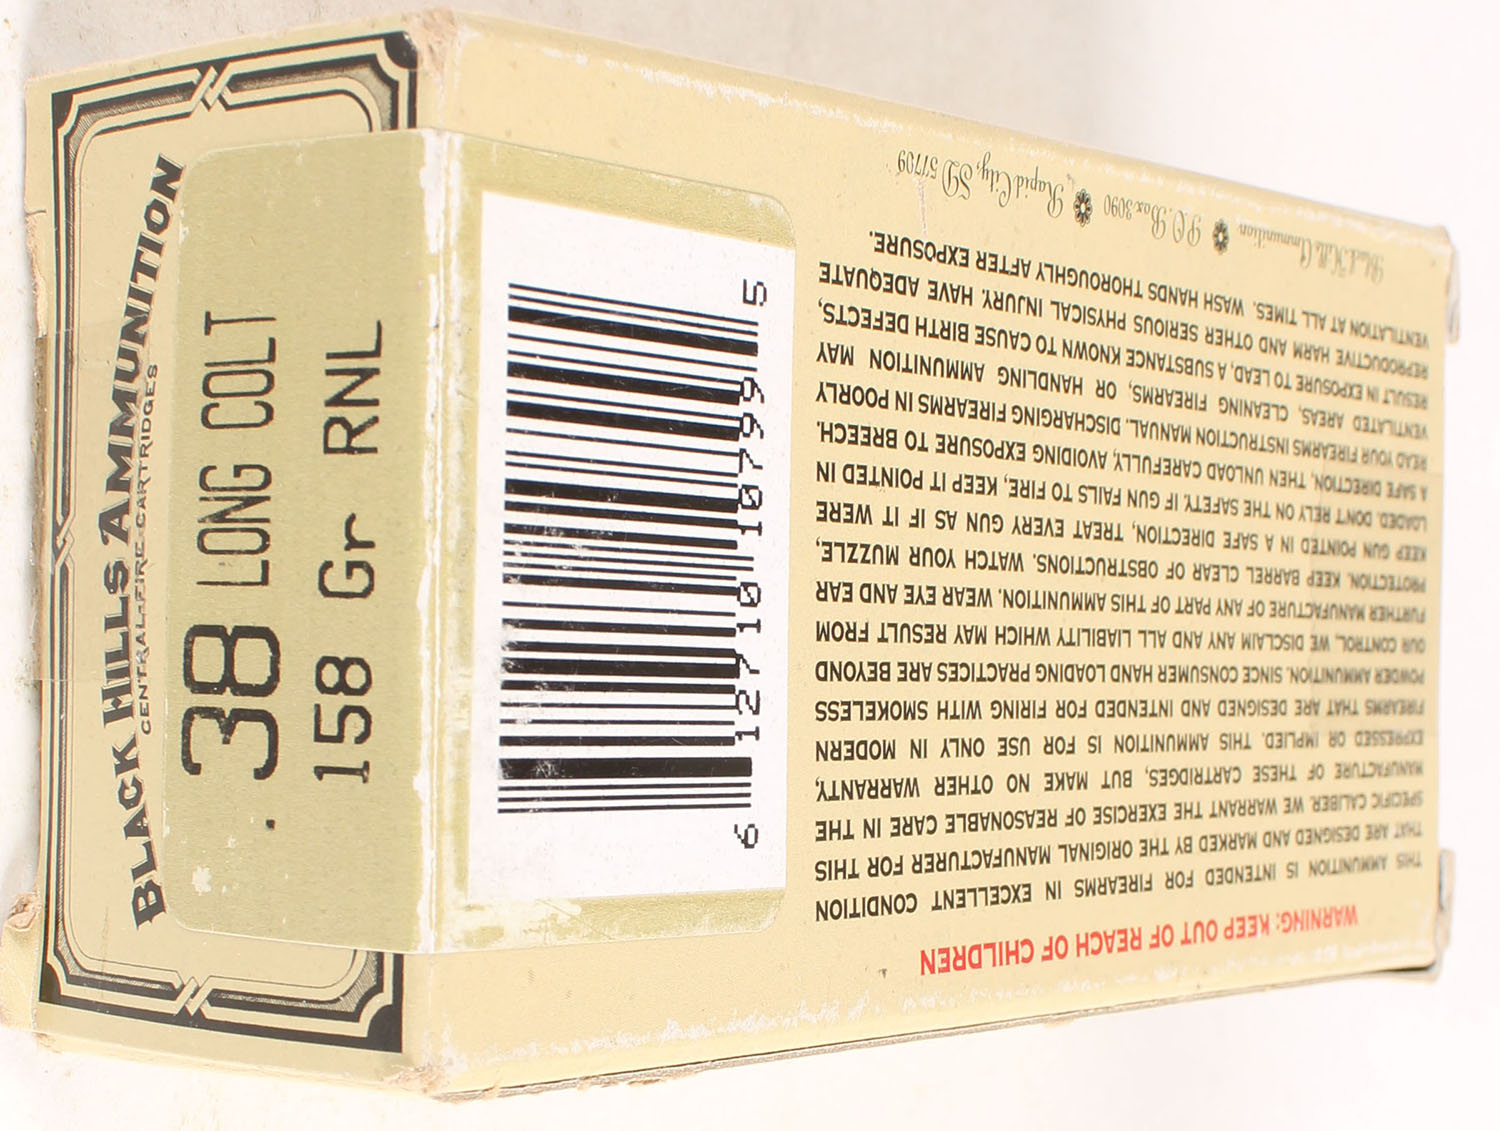 BLACK HILLS AMMUNITION
CENTRAL-FIRE CARTRIDGES
.38 LONG COLT
158 Gr RNL
6 12710 10799 5
WARNING: KEEP OUT OF REACH OF CHILDREN
THIS AMMUNITION IS INTENDED FOR FIREARMS IN EXCELLENT CONDITION
THAT ARE DESIGNED AND MARKED BY THE ORIGINAL MANUFACTURER FOR THIS
SPECIFIC CALIBER. WE WARRANT THE EXERCISE OF REASONABLE CARE IN THE
MANUFACTURE OF THESE CARTRIDGES, BUT MAKE NO OTHER WARRANTY,
EXPRESSED OR IMPLIED. THIS AMMUNITION IS FOR USE ONLY IN MODERN
FIREARMS THAT ARE DESIGNED AND INTENDED FOR FIRING WITH SMOKELESS
POWDER AMMUNITION. SINCE CONSUMER HAND LOADING PRACTICES ARE BEYOND
OUR CONTROL, WE DISCLAIM ANY AND ALL LIABILITY WHICH MAY RESULT FROM
FURTHER MANUFACTURE OF ANY PART OF THIS AMMUNITION. WEAR EYE AND EAR
PROTECTION. KEEP BARREL CLEAR OF OBSTRUCTIONS. WATCH YOUR MUZZLE,
KEEP GUN POINTED IN A SAFE DIRECTION, TREAT EVERY GUN AS IF IT WERE
LOADED. DON'T RELY ON THE SAFETY. IF GUN FAILS TO FIRE, KEEP IT POINTED IN
A SAFE DIRECTION, THEN UNLOAD CAREFULLY, AVOIDING EXPOSURE TO BREECH.
READ YOUR FIREARMS INSTRUCTION MANUAL. DISCHARGING FIREARMS IN POORLY
VENTILATED AREAS, CLEANING FIREARMS, OR HANDLING AMMUNITION MAY
RESULT IN EXPOSURE TO LEAD, A SUBSTANCE KNOWN TO CAUSE BIRTH DEFECTS,
REPRODUCTIVE HARM AND OTHER SERIOUS PHYSICAL INJURY. HAVE ADEQUATE
VENTILATION AT ALL TIMES. WASH HANDS THOROUGHLY AFTER EXPOSURE.
Black Hills Ammunition P.O. Box 3090 Rapid City, SD 57709